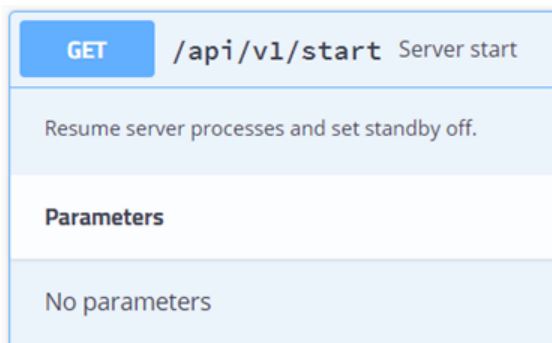 GET /api/v1/start Server start
Resume server processes and set standby off.
Parameters
No parameters